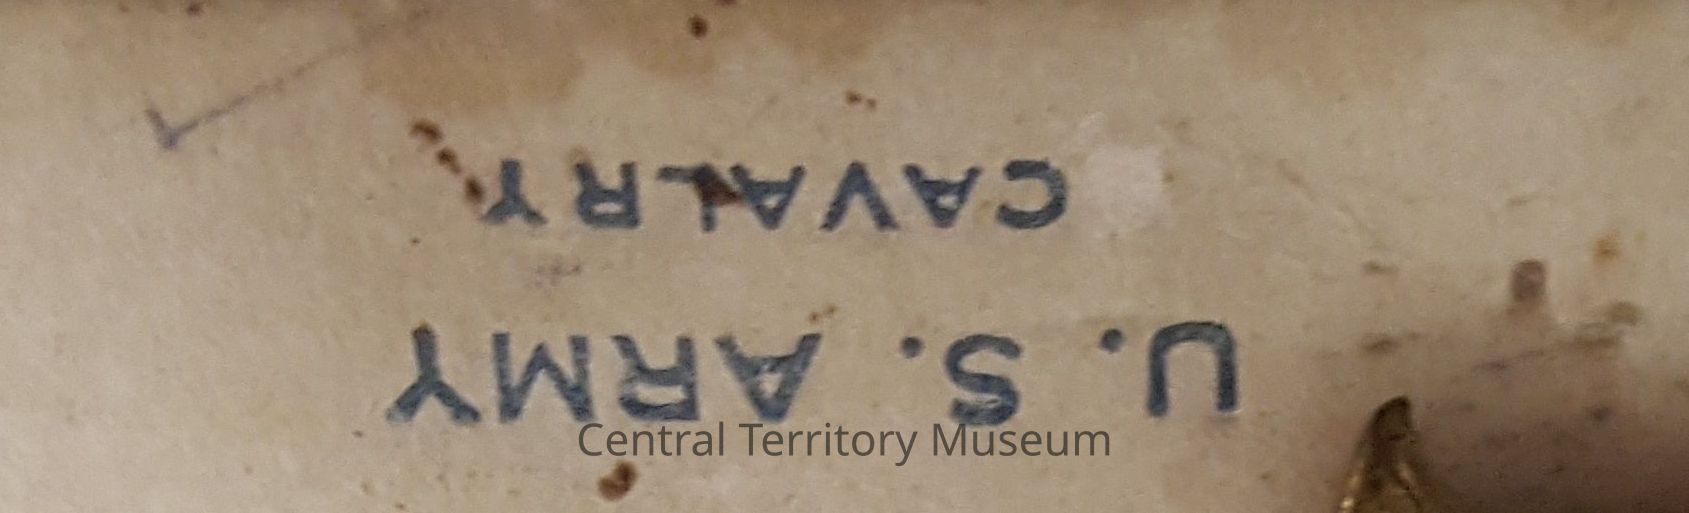 U. S. ARMY
CAVALRY
Central Territory Museum